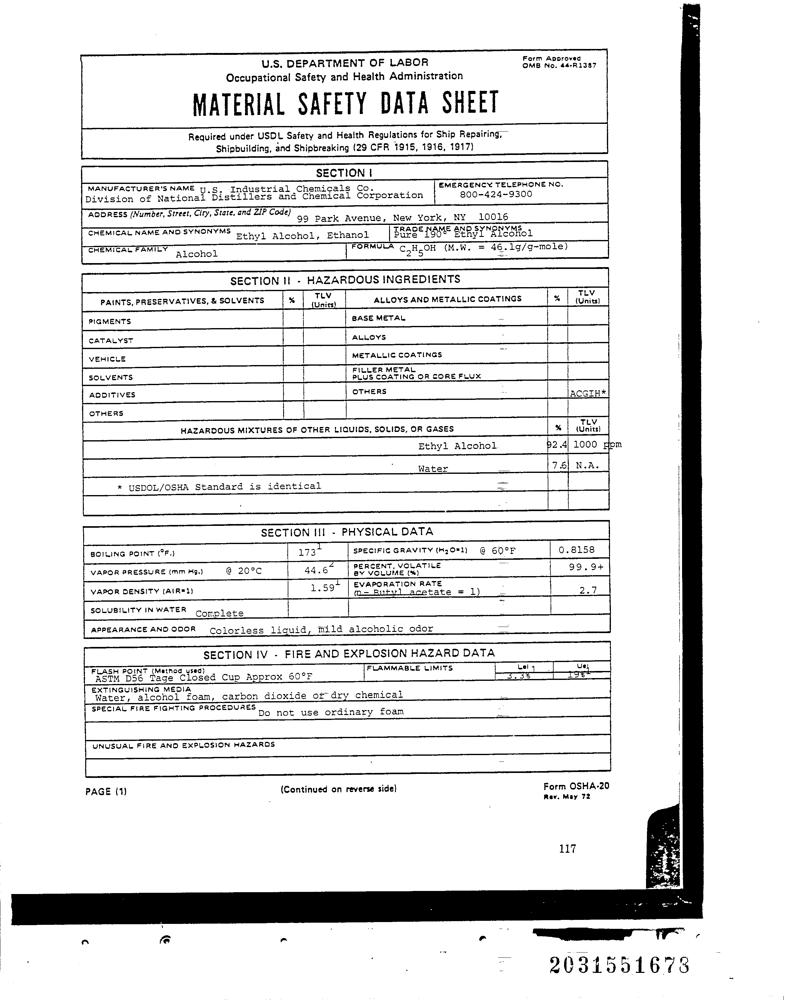 U.S. DEPARTMENT OF LABOR
Occupational Safety and Health Administration
Form Approved
OMB No. 44-R1387
MATERIAL SAFETY DATA SHEET
Required under USDL Safety and Health Regulations for Ship Repairing,
Shipbuilding, and Shipbreaking (29 CFR 1915, 1916, 1917)
SECTION I
MANUFACTURER'S NAME U.S. Industrial Chemicals Co.
Division of National Distillers and Chemical Corporation
EMERGENCY TELEPHONE NO.
800-424-9300
ADDRESS (Number, Street, City, State, and ZIP Code) 99 Park Avenue, New York, NY 10016
CHEMICAL NAME AND SYNONYMS Ethyl Alcohol, Ethanol
TRADE NAME AND SYNONYMS
Pure 190° Ethyl Alcohol
CHEMICAL FAMILY Alcohol
FORMULA C2H5OH (M.W. = 46.1g/g-mole)
SECTION II - HAZARDOUS INGREDIENTS
PAINTS, PRESERVATIVES, & SOLVENTS % TLV (Units) ALLOYS AND METALLIC COATINGS % TLV (Units)
PIGMENTS BASE METAL
CATALYST ALLOYS
VEHICLE METALLIC COATINGS
SOLVENTS FILLER METAL
PLUS COATING OR CORE FLUX
ADDITIVES OTHERS ACGIH*
OTHERS
HAZARDOUS MIXTURES OF OTHER LIQUIDS, SOLIDS, OR GASES % TLV (Units)
Ethyl Alcohol 92.4 1000 ppm
Water 7.6 N.A.
* USDOL/OSHA Standard is identical
SECTION III - PHYSICAL DATA
BOILING POINT (°F.) 173¹ SPECIFIC GRAVITY (H2O=1) @ 60°F 0.8158
VAPOR PRESSURE (mm Hg.) @ 20°C 44.6² PERCENT, VOLATILE
BY VOLUME (%) 99.9+
VAPOR DENSITY (AIR=1) 1.59¹ EVAPORATION RATE
(n- Butyl acetate = 1) 2.7
SOLUBILITY IN WATER Complete
APPEARANCE AND ODOR Colorless liquid, mild alcoholic odor
SECTION IV - FIRE AND EXPLOSION HAZARD DATA
FLASH POINT (Method used)
ASTM D56 Tage Closed Cup Approx 60°F
FLAMMABLE LIMITS Lel Uel
3.3% 19%
EXTINGUISHING MEDIA
Water, alcohol foam, carbon dioxide or dry chemical
SPECIAL FIRE FIGHTING PROCEDURES Do not use ordinary foam
UNUSUAL FIRE AND EXPLOSION HAZARDS
PAGE (1)
(Continued on reverse side)
Form OSHA-20
Rev. May 72
117
2031551678